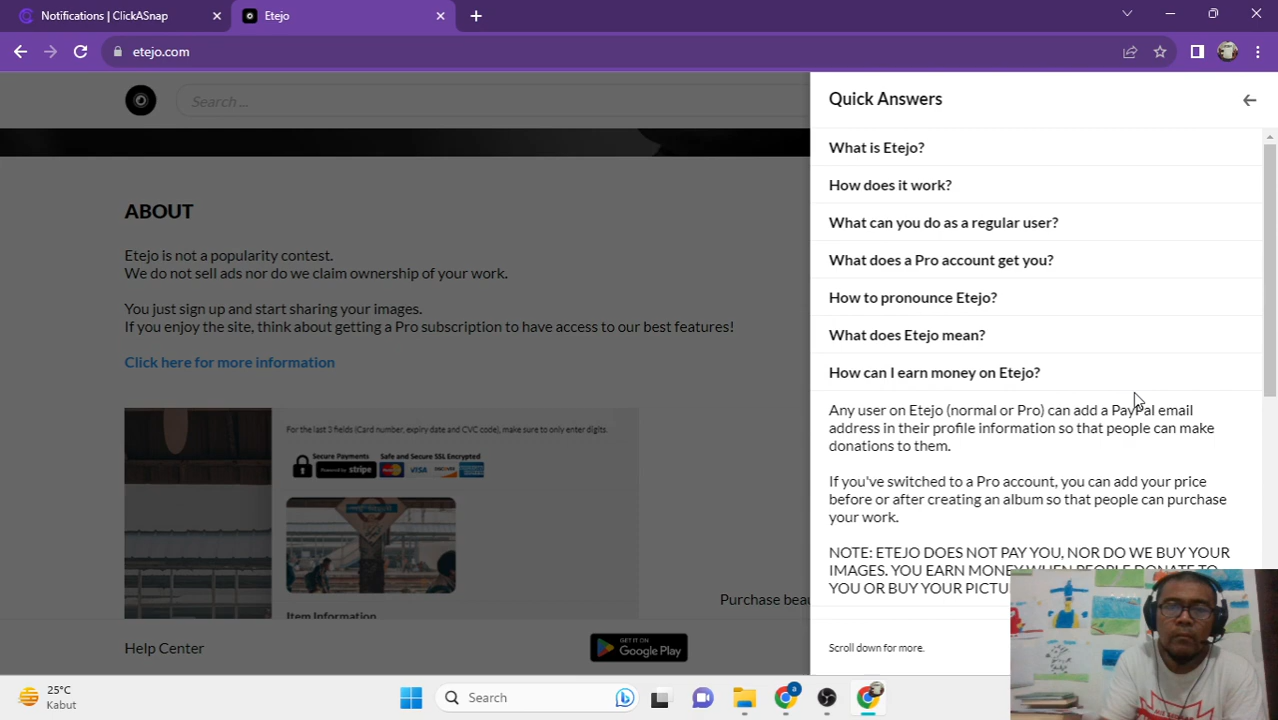 Notifications | ClickASnap
Etejo
etejo.com
Search ...
ABOUT
Etejo is not a popularity contest.
We do not sell ads nor do we claim ownership of your work.
You just sign up and start sharing your images.
If you enjoy the site, think about getting a Pro subscription to have access to our best features!
Click here for more information
For the last 3 fields (Card number, expiry date and CVC code), make sure to only enter digits.
Secure Payments
Safe and Secure SSL Encrypted
Powered by stripe
VISA
Item Information
Purchase beau
Help Center
GET IT ON
Google Play
Quick Answers
What is Etejo?
How does it work?
What can you do as a regular user?
What does a Pro account get you?
How to pronounce Etejo?
What does Etejo mean?
How can I earn money on Etejo?
Any user on Etejo (normal or Pro) can add a PayPal email
address in their profile information so that people can make
donations to them.
If you've switched to a Pro account, you can add your price
before or after creating an album so that people can purchase
your work.
NOTE: ETEJO DOES NOT PAY YOU, NOR DO WE BUY YOUR
IMAGES. YOU EARN MONEY WHEN PEOPLE DONATE TO
YOU OR BUY YOUR PICTU
Scroll down for more.
25°C
Kabut
Search